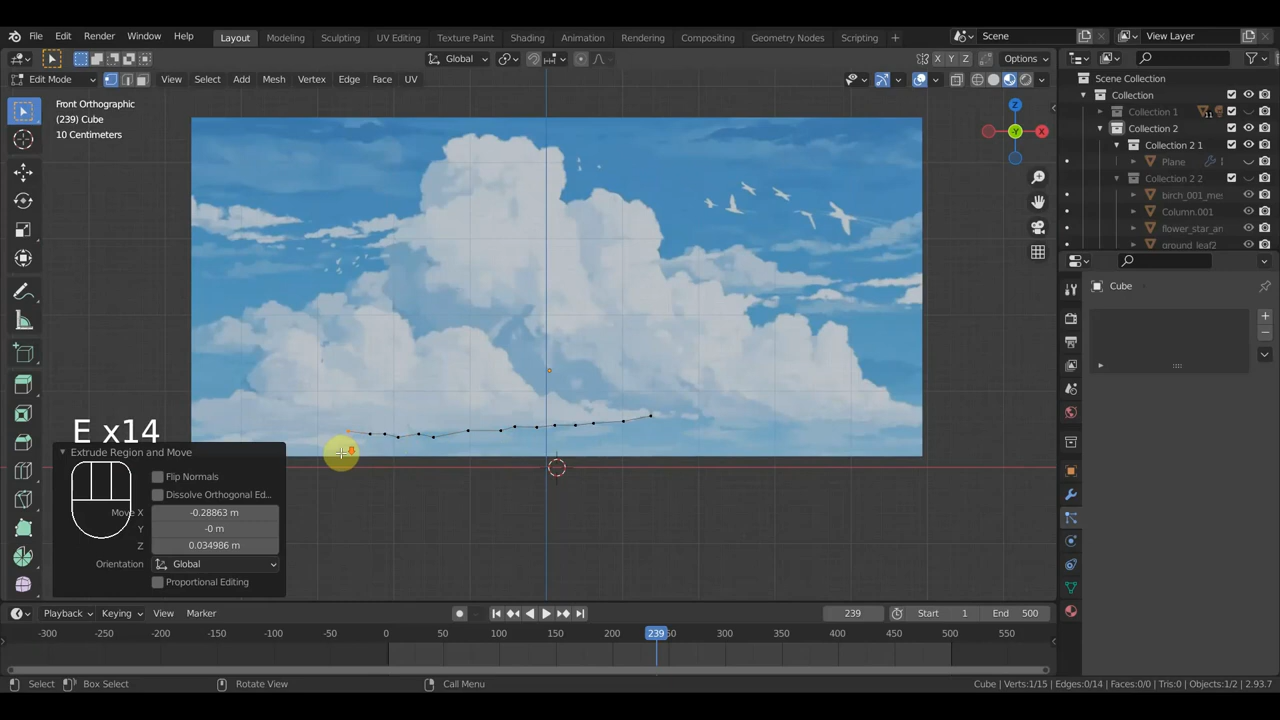 File Edit Render Window Help Layout Modeling Sculpting UV Editing Texture Paint Shading Animation Rendering Compositing Geometry Nodes Scripting + Scene View Layer
Global X Y Z Options
Edit Mode View Select Add Mesh Vertex Edge Face UV
Front Orthographic
(239) Cube
10 Centimeters
Z
X
-Y
Scene Collection
Collection
Collection 1 11
Collection 2
Collection 2 1
Plane
Collection 2 2
birch_001_me
Column.001
flower_star_an
ground_leaf2
Cube
E x14
Extrude Region and Move
Flip Normals
Dissolve Orthogonal Ed...
Move X -0.28863 m
Y -0 m
Z 0.034986 m
Orientation Global
Proportional Editing
Playback Keying View Marker 239 Start 1 End 500
-300 -250 -200 -150 -100 -50 0 50 100 150 200 239 50 300 350 400 450 500 550
Select Box Select Rotate View Call Menu Cube | Verts:1/15 | Edges:0/14 | Faces:0/0 | Tris:0 | Objects:1/2 | 2.93.7